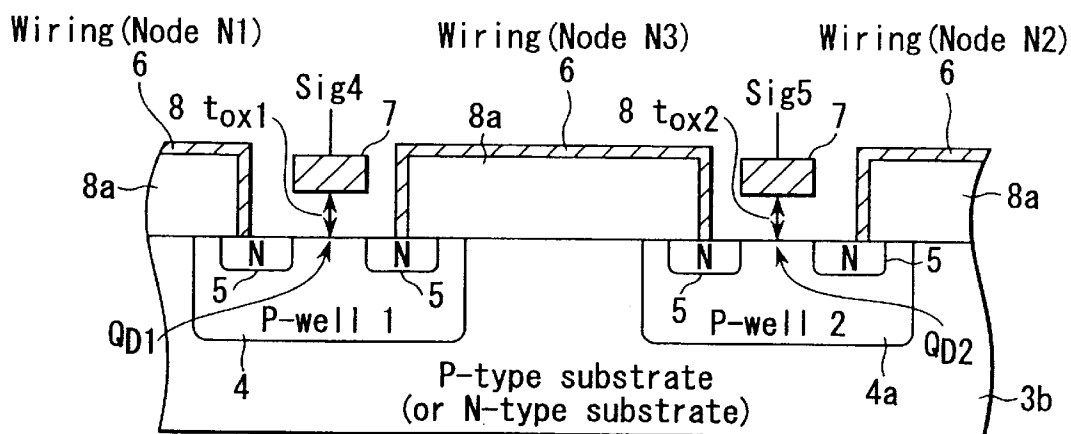 Wiring(Node N1) Wiring(Node N3) Wiring(Node N2)
6 6 6
Sig4 Sig5
8 tox1 7 8a 8 tox2 7
8a 8a
N N N N
5 5 5 5
P-well 1 P-well 2
QD1 QD2
4 4a
P-type substrate
(or N-type substrate)
3b